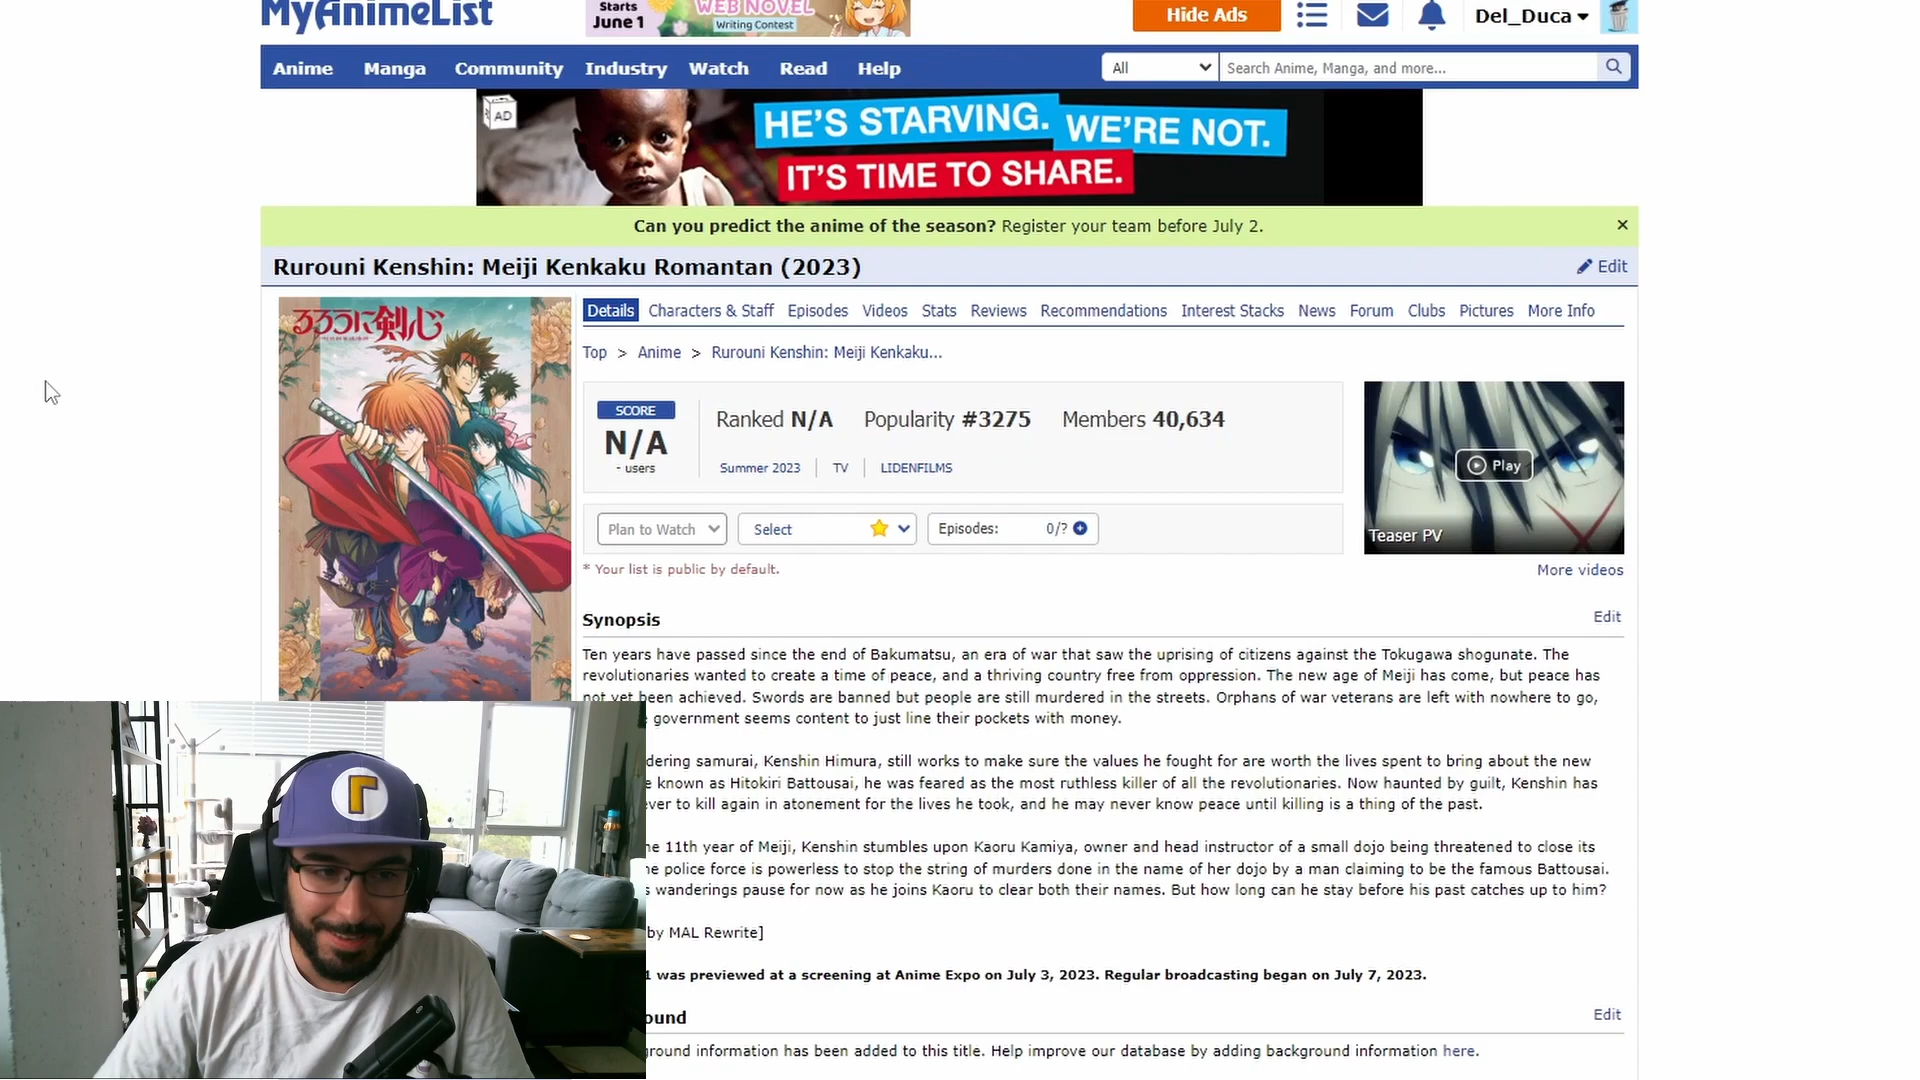 MyAnimeList
Starts
June 1
WEB NOVEL
Writing Contest
Hide Ads
Del_Duca
Anime
Manga
Community
Industry
Watch
Read
Help
All
Search Anime, Manga, and more...
AD
HE'S STARVING.
WE'RE NOT.
IT'S TIME TO SHARE.
Can you predict the anime of the season? Register your team before July 2.
Rurouni Kenshin: Meiji Kenkaku Romantan (2023)
Edit
るろうに剣心
Details
Characters & Staff
Episodes
Videos
Stats
Reviews
Recommendations
Interest Stacks
News
Forum
Clubs
Pictures
More Info
Top > Anime > Rurouni Kenshin: Meiji Kenkaku...
SCORE
N/A
- users
Ranked N/A
Popularity #3275
Members 40,634
Summer 2023
TV
LIDENFILMS
Play
Teaser PV
Plan to Watch
Select
Episodes: 0/?
* Your list is public by default.
More videos
Synopsis
Edit
Ten years have passed since the end of Bakumatsu, an era of war that saw the uprising of citizens against the Tokugawa shogunate. The
revolutionaries wanted to create a time of peace, and a thriving country free from oppression. The new age of Meiji has come, but peace has
not yet been achieved. Swords are banned but people are still murdered in the streets. Orphans of war veterans are left with nowhere to go,
government seems content to just line their pockets with money.
dering samurai, Kenshin Himura, still works to make sure the values he fought for are worth the lives spent to bring about the new
e known as Hitokiri Battousai, he was feared as the most ruthless killer of all the revolutionaries. Now haunted by guilt, Kenshin has
ever to kill again in atonement for the lives he took, and he may never know peace until killing is a thing of the past.
he 11th year of Meiji, Kenshin stumbles upon Kaoru Kamiya, owner and head instructor of a small dojo being threatened to close its
he police force is powerless to stop the string of murders done in the name of her dojo by a man claiming to be the famous Battousai.
s wanderings pause for now as he joins Kaoru to clear both their names. But how long can he stay before his past catches up to him?
by MAL Rewrite]
1 was previewed at a screening at Anime Expo on July 3, 2023. Regular broadcasting began on July 7, 2023.
ound
Edit
ground information has been added to this title. Help improve our database by adding background information here.